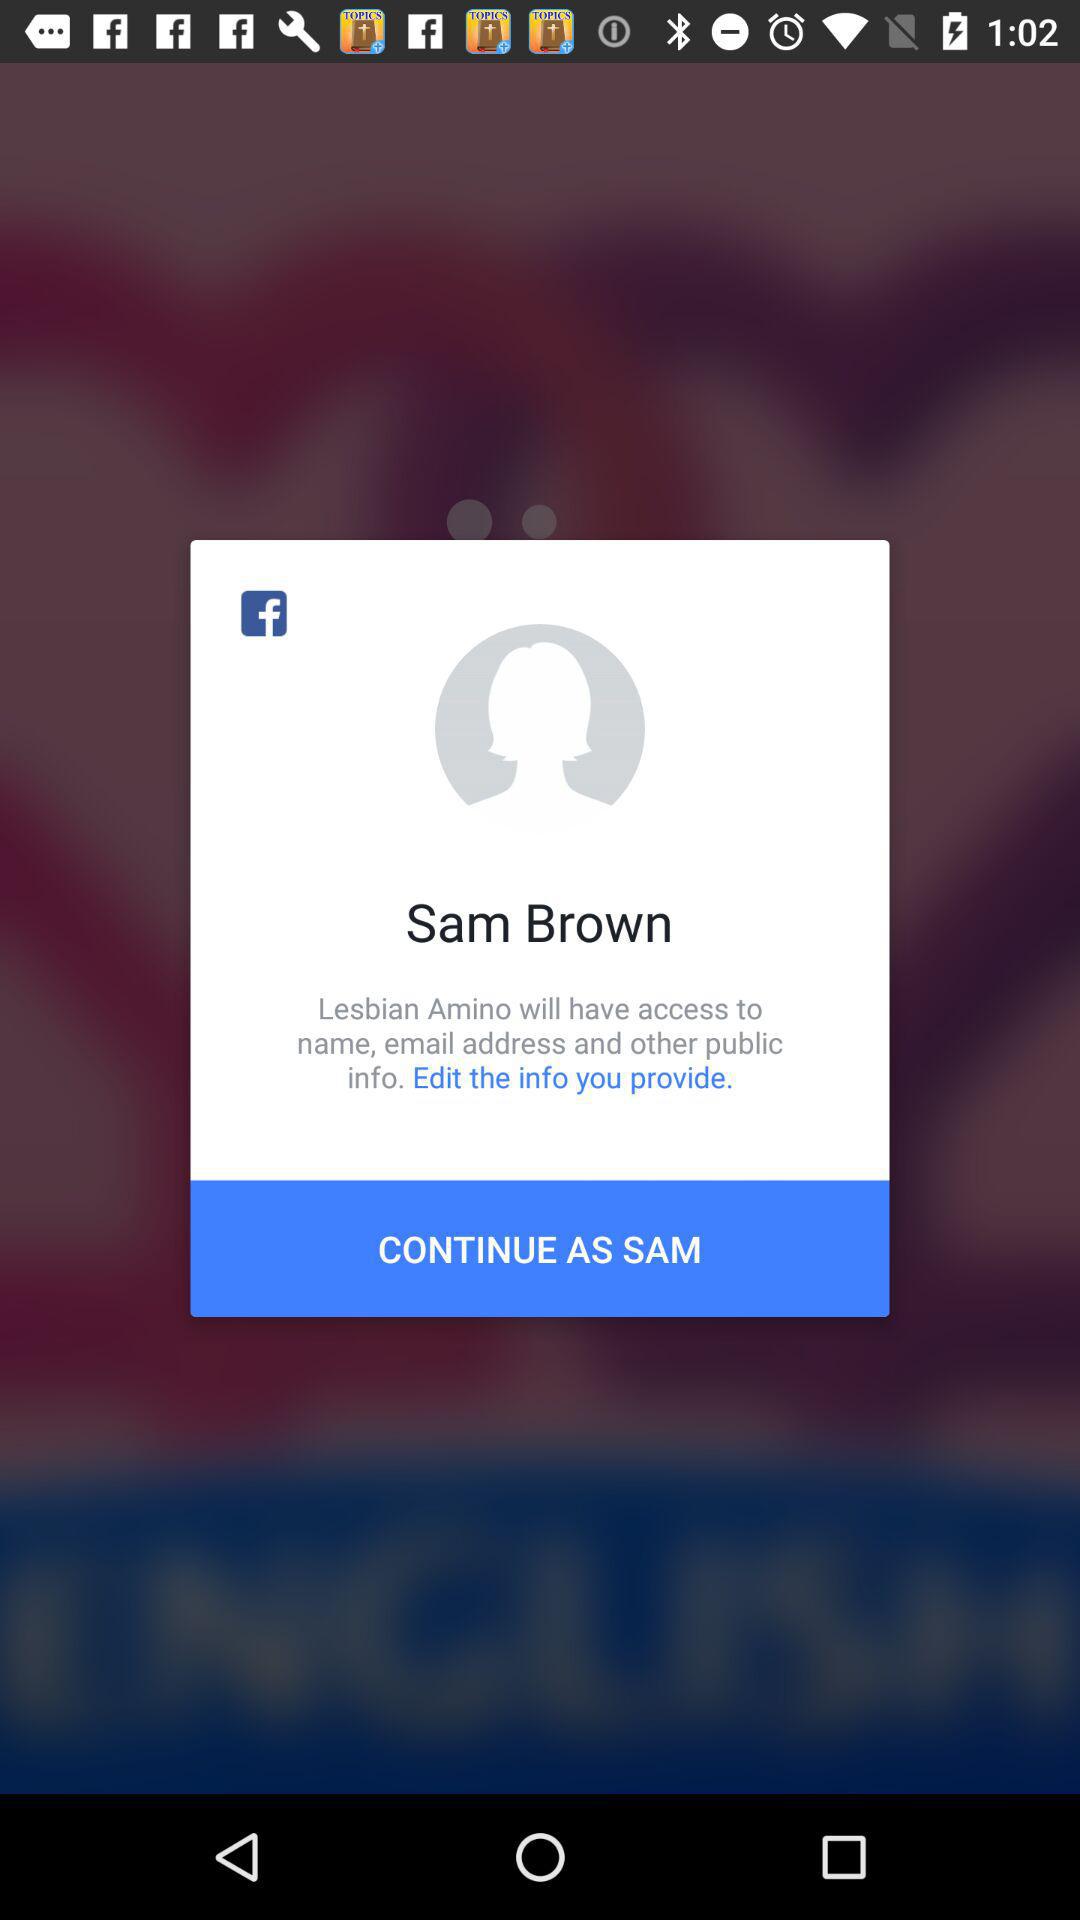 TOPICS TOPICS TOPICS 1:02
Sam Brown
Lesbian Amino will have access to
name, email address and other public
info. Edit the info you provide.
CONTINUE AS SAM
ENGLISH